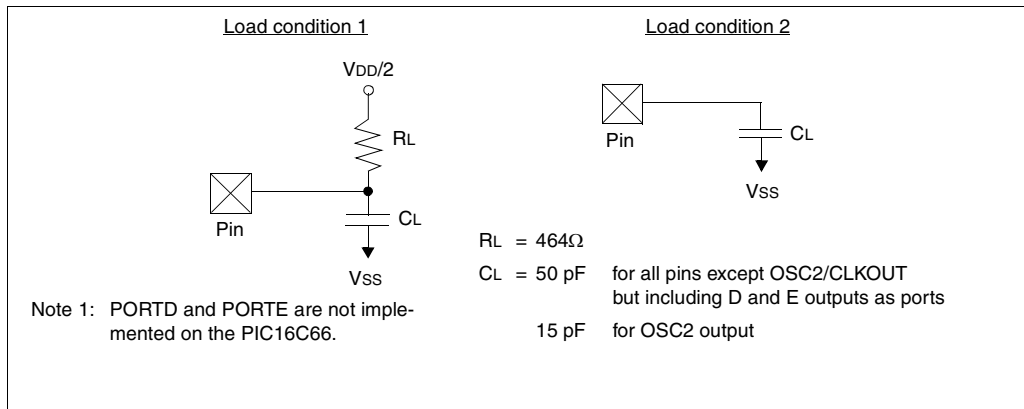 Load condition 1
VDD/2
RL
Pin
CL
VSS
Note 1: PORTD and PORTE are not imple-
mented on the PIC16C66.
Load condition 2
Pin
CL
VSS
RL = 464Ω
CL = 50 pF for all pins except OSC2/CLKOUT
but including D and E outputs as ports
15 pF for OSC2 output